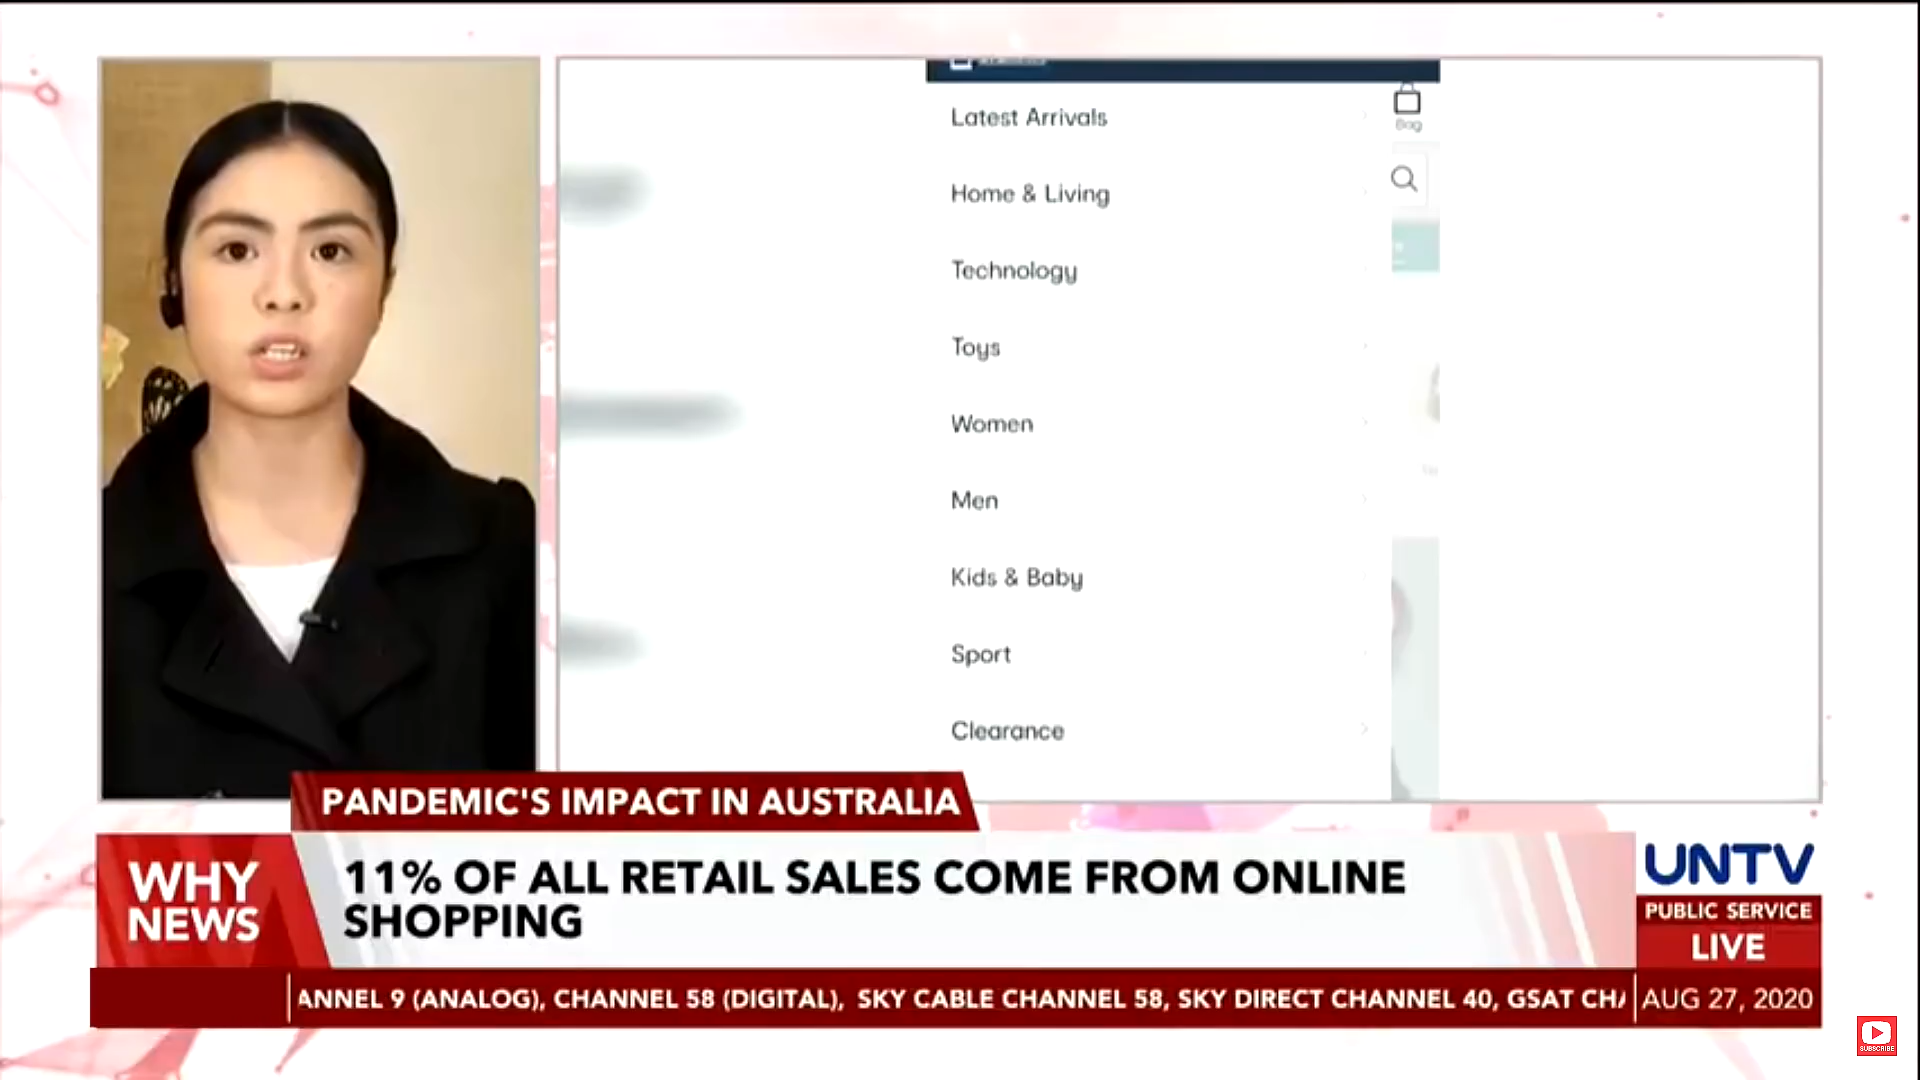 Latest Arrivals
Bag
Home & Living
Technology
Toys
Women
Men
Kids & Baby
Sport
Clearance
PANDEMIC'S IMPACT IN AUSTRALIA
WHY
NEWS
11% OF ALL RETAIL SALES COME FROM ONLINE
SHOPPING
UNTV
PUBLIC SERVICE
LIVE
ANNEL 9 (ANALOG), CHANNEL 58 (DIGITAL), SKY CABLE CHANNEL 58, SKY DIRECT CHANNEL 40, GSAT CHA
AUG 27, 2020
SUBSCRIBE